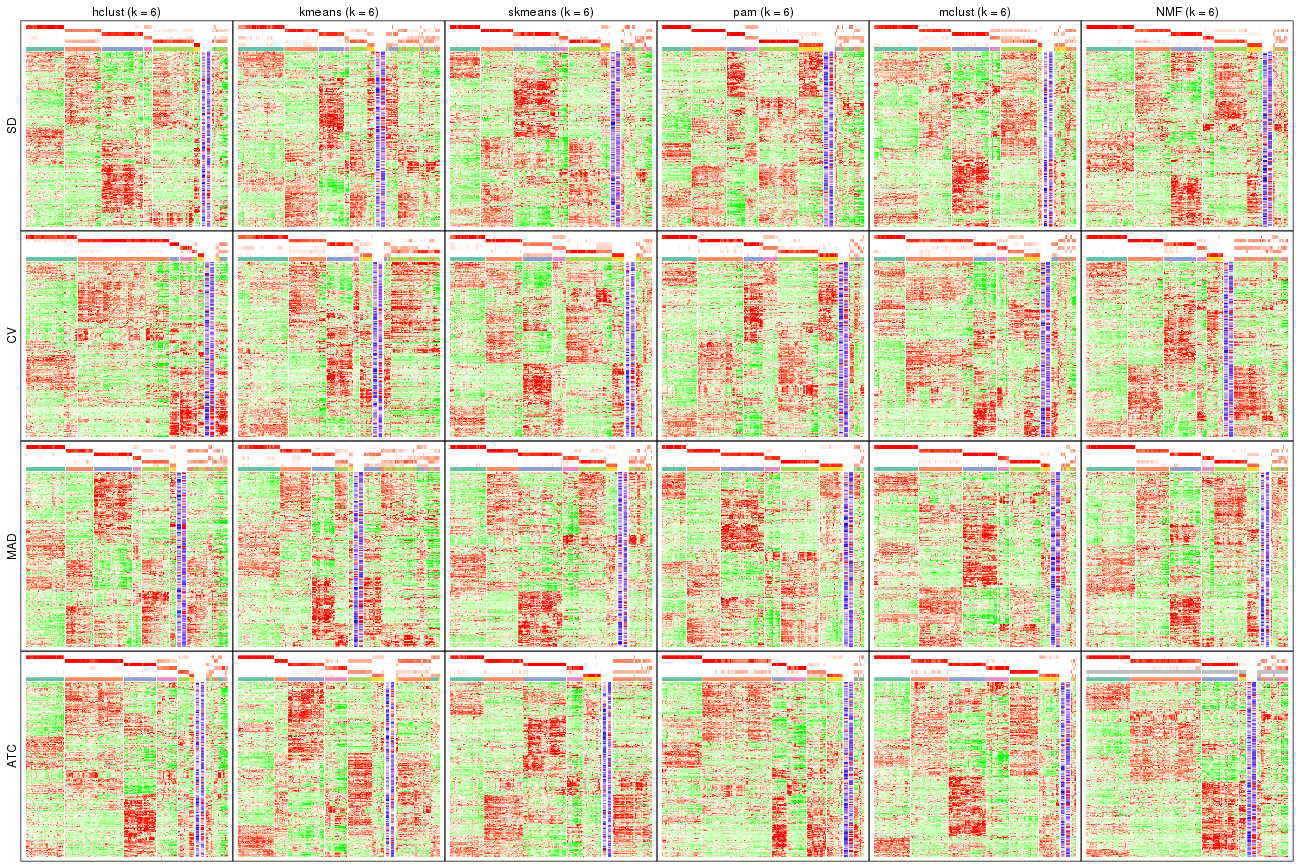 hclust (k = 6) kmeans (k = 6) skmeans (k = 6) pam (k = 6) mclust (k = 6) NMF (k = 6)
SD
CV
MAD
ATC